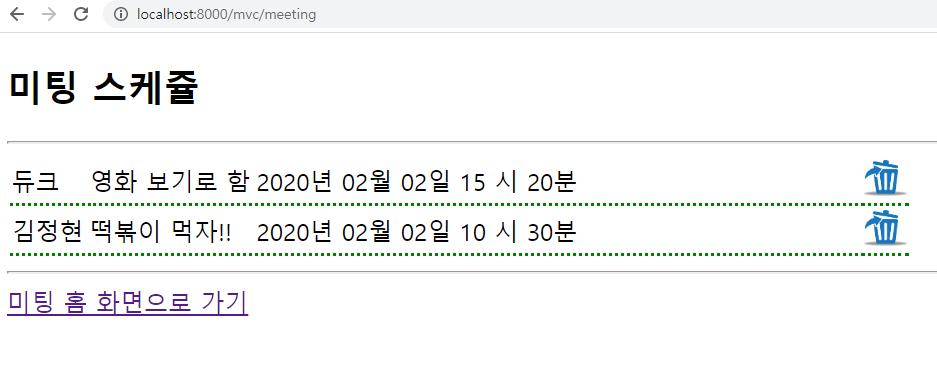 localhost:8000/mvc/meeting
미팅 스케쥴
듀크 영화 보기로 함 2020년 02월 02일 15 시 20분
김정현 떡볶이 먹자!! 2020년 02월 02일 10 시 30분
미팅 홈 화면으로 가기